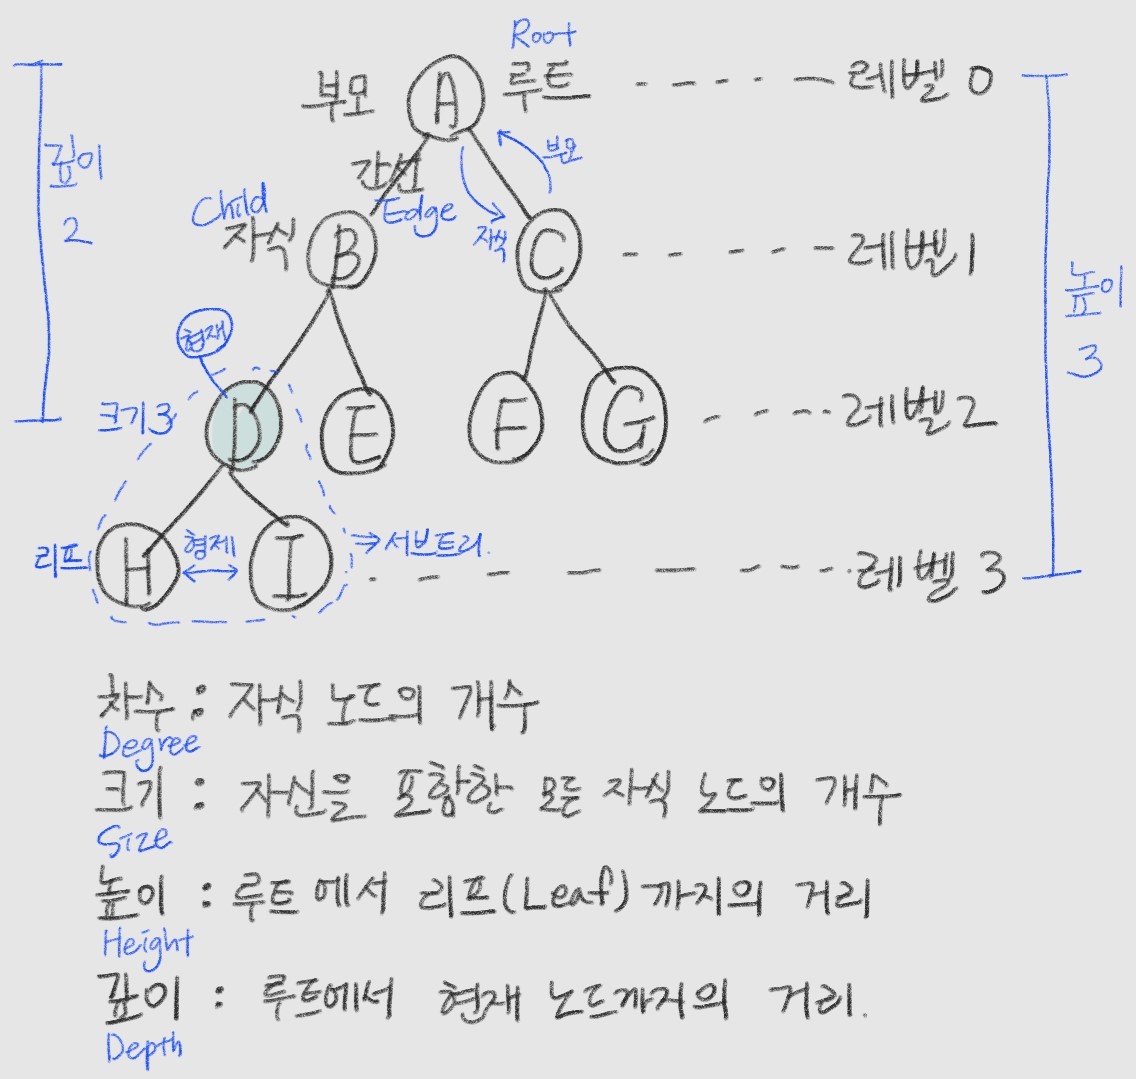 Root
부모 A 루트 레벨 0
깊이
2
간선
부모
Child
자식 B Edge
자식 C 레벨1
높이
3
현재
크기3 D E F G 레벨2
리프 H 형제 I ⇒서브트리.
레벨 3
차수 : 자식 노드의 개수
Degree
크기 : 자신을 포함한 모든 자식 노드의 개수
Size
높이 : 루트에서 리프(Leaf)까지의 거리
Height
깊이 : 루트에서 현재 노드까지의 거리.
Depth